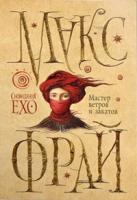 МАКС
Сновидения
ЕХО
Мастер
ветров
и закатов
ФРАЙ